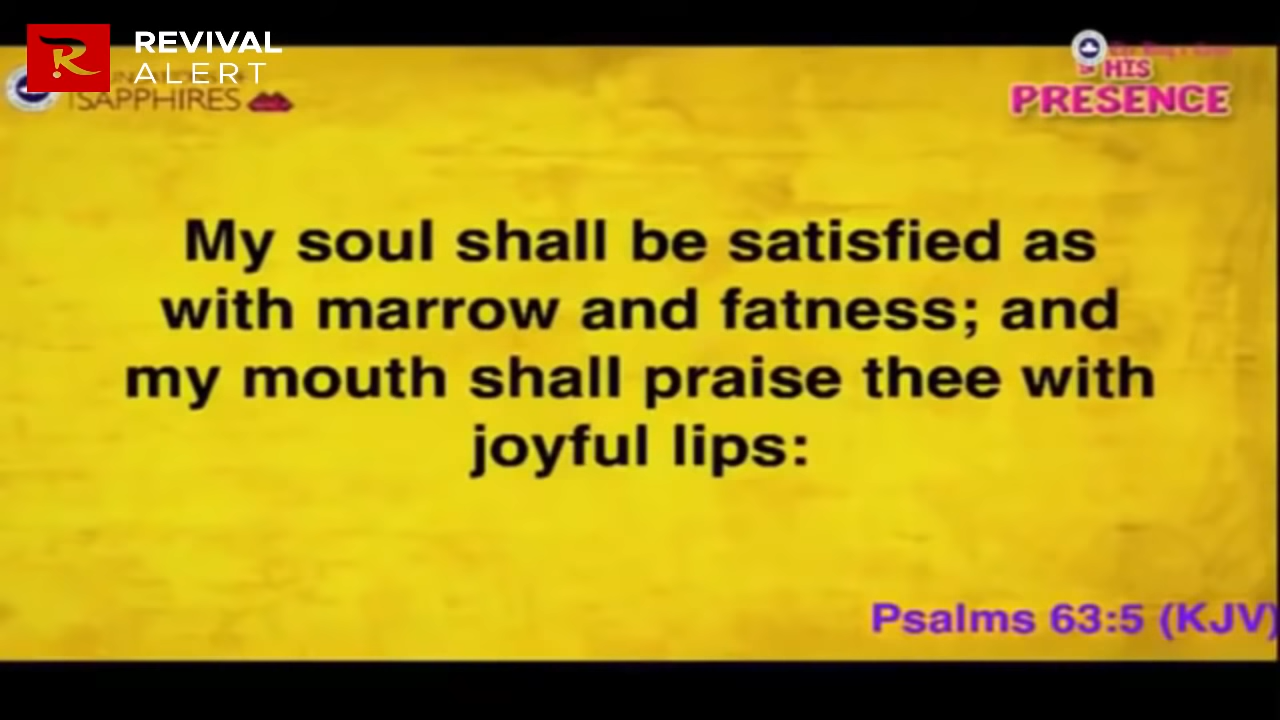 REVIVAL
ALERT
SAPPHIRES
HIS
PRESENCE
My soul shall be satisfied as
with marrow and fatness; and
my mouth shall praise thee with
joyful lips:
Psalms 63:5 (KJV)